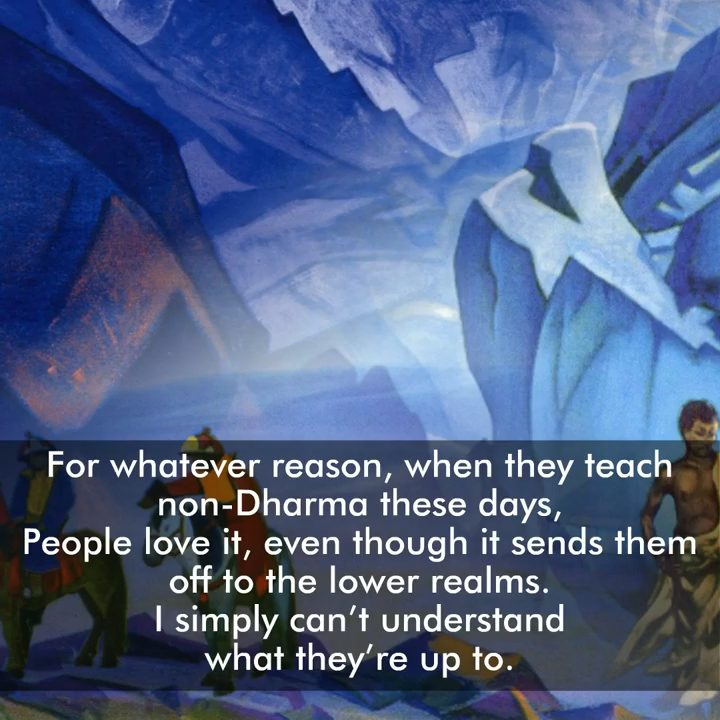 For whatever reason, when they teach
non-Dharma these days,
People love it, even though it sends them
off to the lower realms.
I simply can’t understand
what they’re up to.